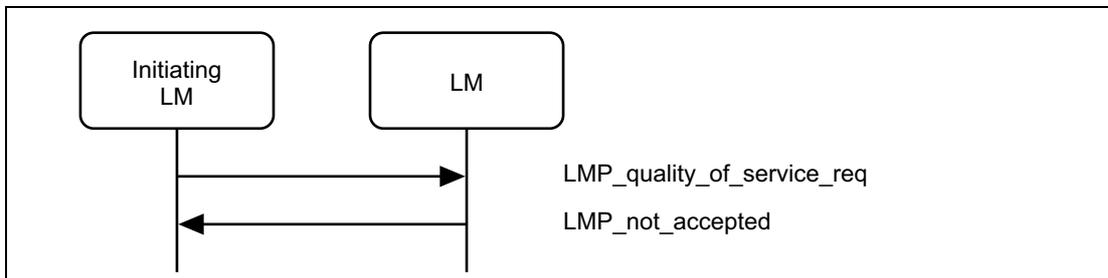 Initiating
LM
LM
LMP_quality_of_service_req
LMP_not_accepted